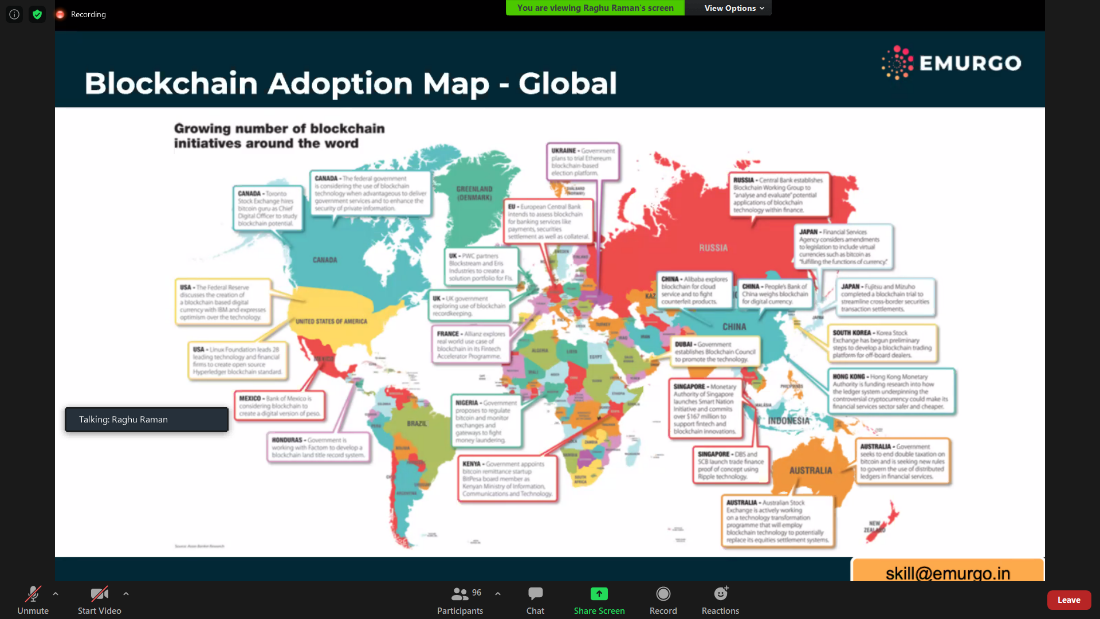 Recording
You are viewing Raghu Raman's screen
View Options
Blockchain Adoption Map - Global
EMURGO
Growing number of blockchain
initiatives around the word
CANADA – Toronto
Stock Exchange hires
bitcoin guru as Chief
Digital Officer to study
blockchain potential.
CANADA – The federal government
is considering the use of blockchain
technology when advantageous to deliver
government services and to enhance the
security of private information.
GREENLAND
(DENMARK)
UKRAINE – Government
plans to trial Ethereum
blockchain-based
election platform.
EU – European Central Bank
intends to assess blockchain
for banking services like
payments, securities
settlement as well as collateral.
RUSSIA – Central Bank establishes
Blockchain Working Group to
"analyse and evaluate" potential
applications of blockchain
technology within finance.
RUSSIA
JAPAN – Financial Services
Agency considers amendments
to legislation to include virtual
currencies such as bitcoin as
"fulfilling the functions of currency".
CANADA
UK – PWC partners
Blockstream and Eris
Industries to create a
solution portfolio for FIs.
UK – UK government
exploring use of blockchain
recordkeeping.
USA – The Federal Reserve
discusses the creation of
a blockchain based digital
currency with IBM and expresses
optimism over the technology.
UNITED STATES OF AMERICA
CHINA – Alibaba explores
blockchain for cloud
service and to fight
counterfeit products.
CHINA – People's Bank of
China weighs blockchain
for digital currency.
JAPAN – Fujitsu and Mizuho
completed a blockchain trial to
streamline cross-border securities
transaction settlements.
CHINA
FRANCE – Allianz explores
real world use case of
blockchain in its Fintech
Accelerator Programme.
USA – Linux Foundation leads 28
leading technology and financial
firms to create open source
Hyperledger blockchain standard.
MEXICO
DUBAI – Government
establishes Blockchain Council
to promote the technology.
SOUTH KOREA – Korea Stock
Exchange has begun preliminary
steps to develop a blockchain trading
platform for off-board dealers.
HONG KONG – Hong Kong Monetary
Authority is funding research into how
the ledger system underpinning the
controversial cryptocurrency could make its
financial services sector safer and cheaper.
ALGERIA
LIBYA
EGYPT
MEXICO – Bank of Mexico is
considering blockchain to
create a digital version of peso.
NIGERIA – Government
proposes to regulate
bitcoin and monitor
exchanges and
gateways to fight
money laundering.
SINGAPORE – Monetary
Authority of Singapore
launches Smart Nation
Initiative and commits
over $167 million to
support fintech and
blockchain innovations.
PHILIPPINES
MALAYSIA
INDONESIA
Talking: Raghu Raman
BRAZIL
HONDURAS – Government is
working with Factom to develop a
blockchain land title record system.
KENYA – Government appoints
bitcoin remittance startup
BitPesa board member as
Kenyan Ministry of Information,
Communications and Technology.
SOUTH
AFRICA
SINGAPORE – DBS and
SCB launch trade finance
proof of concept using
Ripple technology.
AUSTRALIA
AUSTRALIA – Government
seeks to end double taxation on
bitcoin and is seeking new rules
to govern the use of distributed
ledgers in financial services.
AUSTRALIA – Australian Stock
Exchange is actively working
on a technology transformation
programme that will employ
blockchain technology to potentially
replace its equities settlement systems.
NEW
ZEALAND
skill@emurgo.in
Unmute
Start Video
Participants
96
Chat
Share Screen
Record
Reactions
Leave